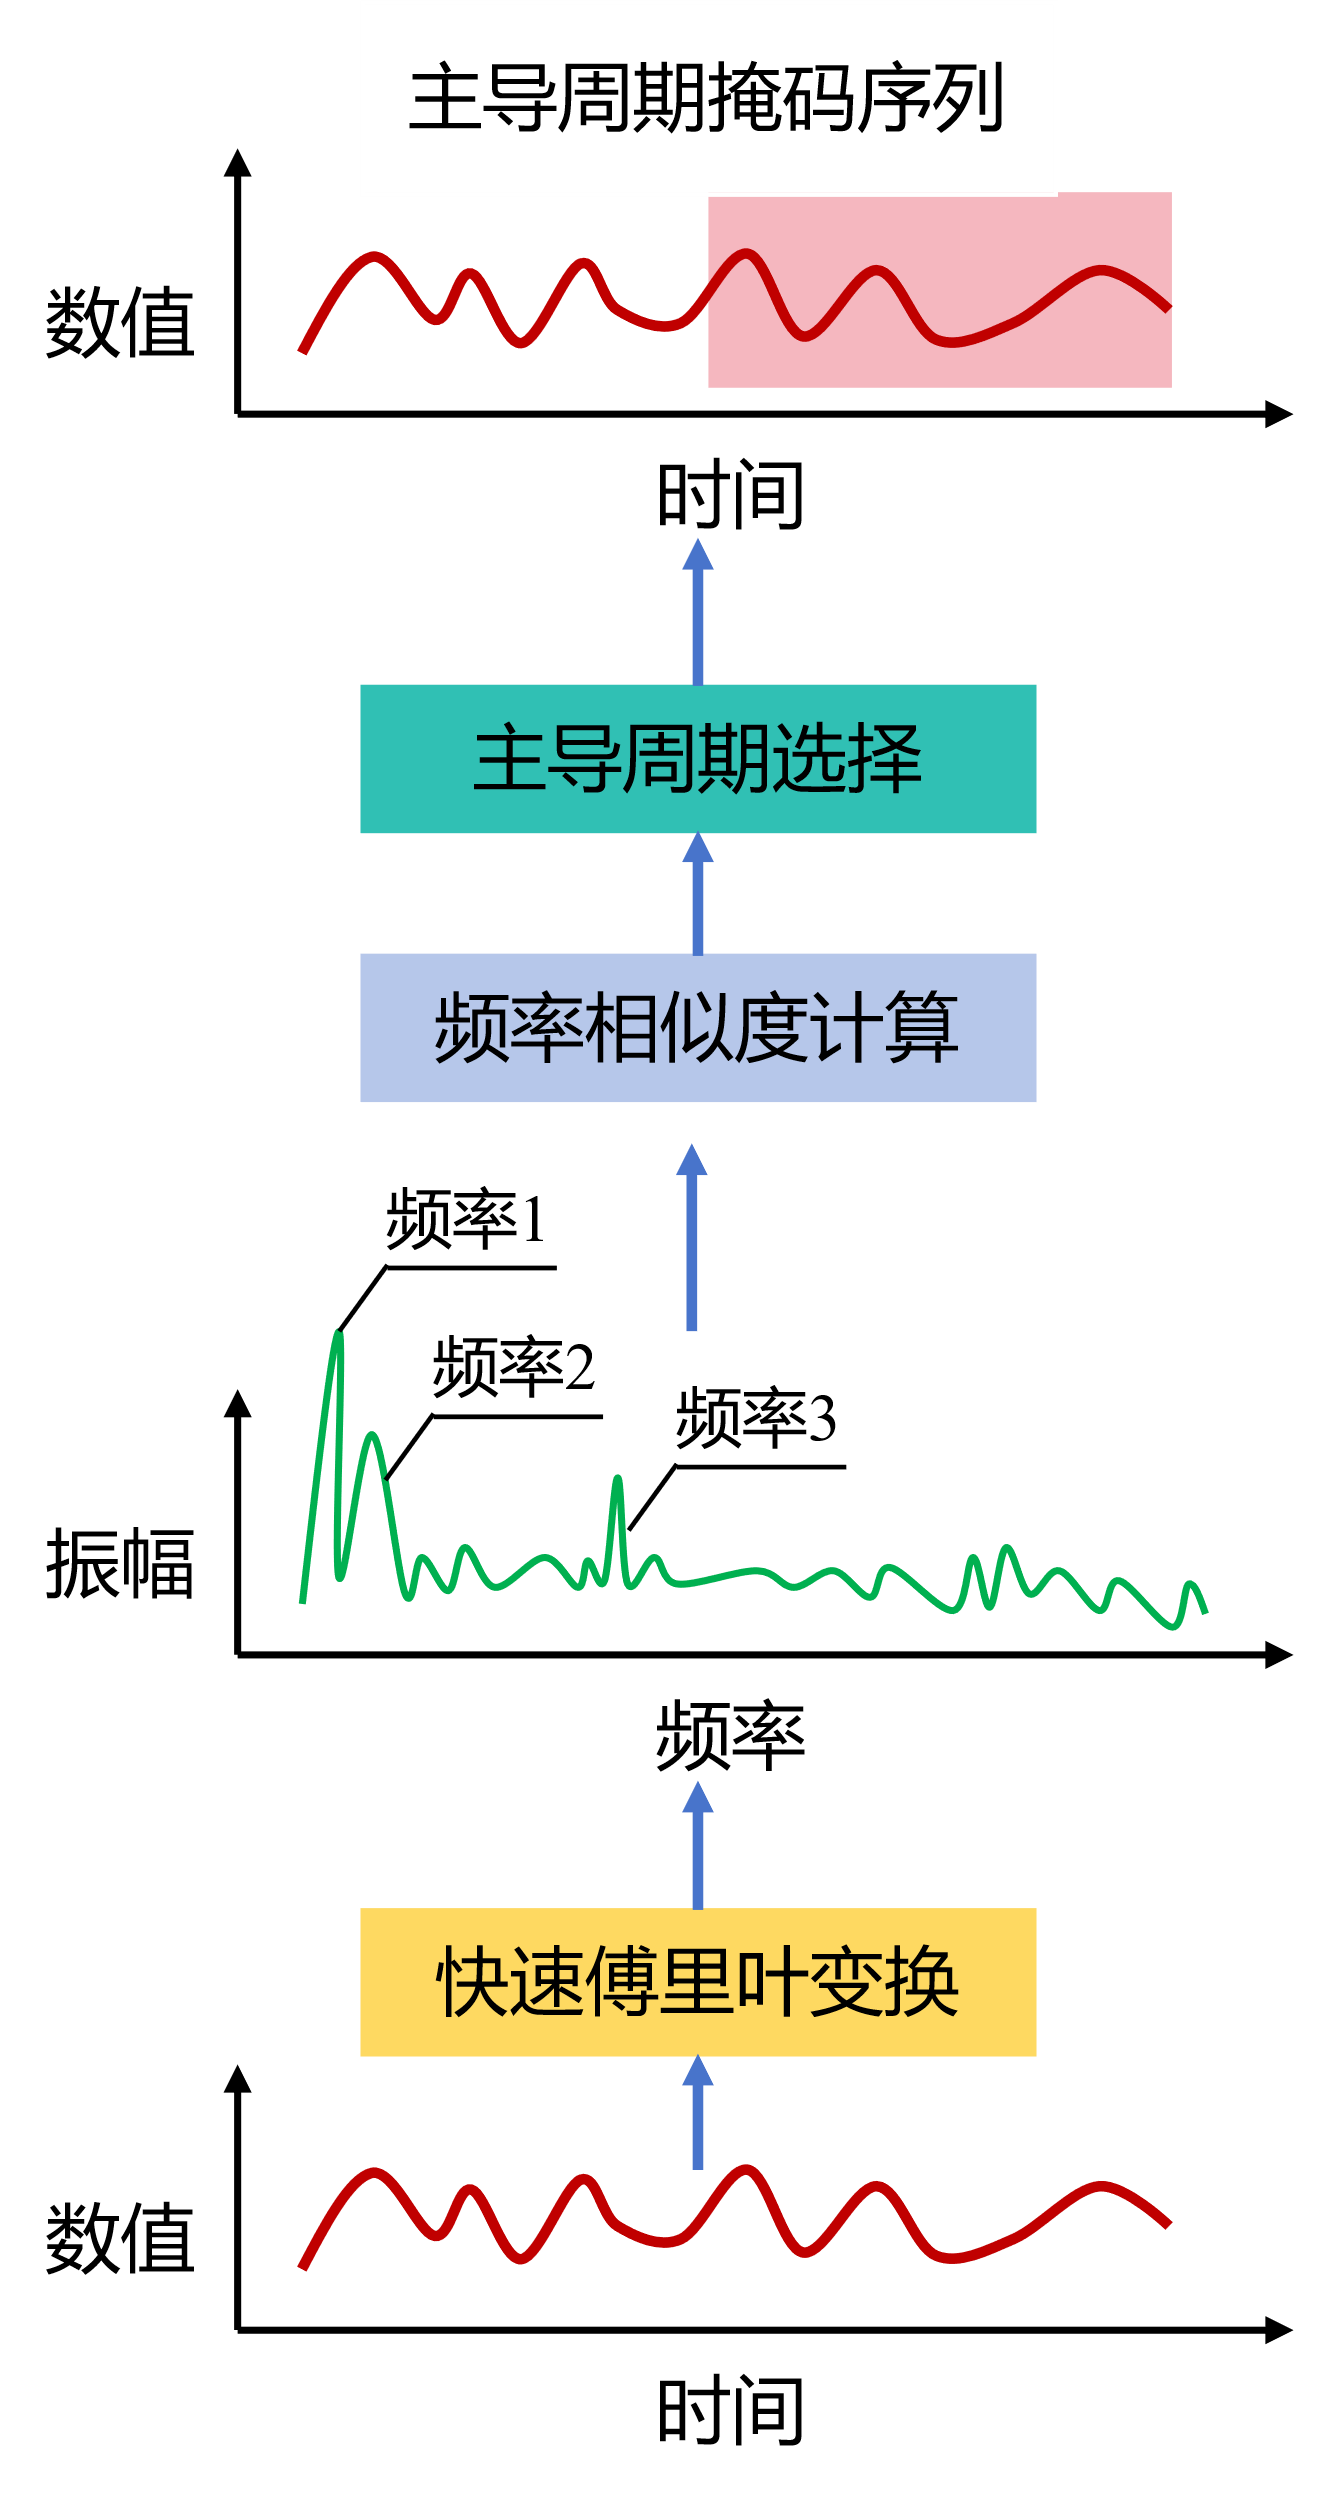 主导周期掩码序列
数值
时间
主导周期选择
频率相似度计算
频率1
频率2
频率3
振幅
频率
快速傅里叶变换
数值
时间